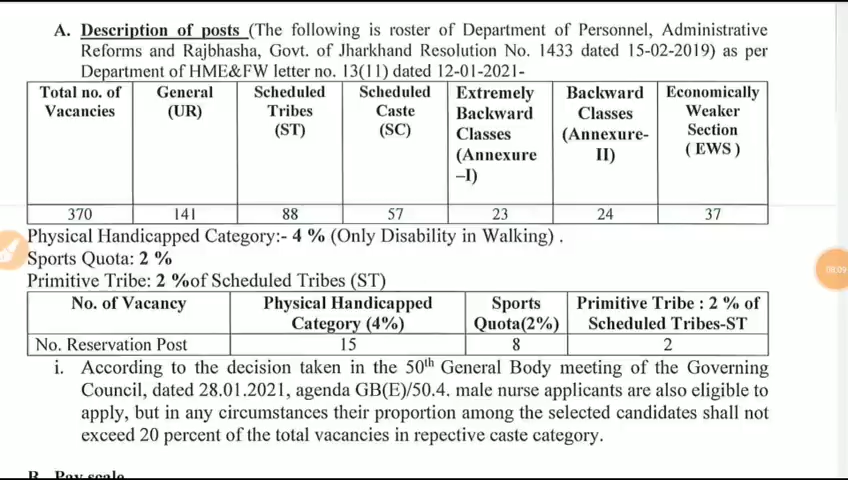 A. Description of posts (The following is roster of Department of Personnel, Administrative
Reforms and Rajbhasha, Govt. of Jharkhand Resolution No. 1433 dated 15-02-2019) as per
Department of HME&FW letter no. 13(11) dated 12-01-2021-
Total no. of Vacancies | General (UR) | Scheduled Tribes (ST) | Scheduled Caste (SC) | Extremely Backward Classes (Annexure –I) | Backward Classes (Annexure- II) | Economically Weaker Section ( EWS )
370 | 141 | 88 | 57 | 23 | 24 | 37
Physical Handicapped Category:- 4 % (Only Disability in Walking) .
Sports Quota: 2 %
Primitive Tribe: 2 %of Scheduled Tribes (ST)
08:09
No. of Vacancy | Physical Handicapped Category (4%) | Sports Quota(2%) | Primitive Tribe : 2 % of Scheduled Tribes-ST
No. Reservation Post | 15 | 8 | 2
i. According to the decision taken in the 50th General Body meeting of the Governing
Council, dated 28.01.2021, agenda GB(E)/50.4. male nurse applicants are also eligible to
apply, but in any circumstances their proportion among the selected candidates shall not
exceed 20 percent of the total vacancies in repective caste category.
B. Pay scale